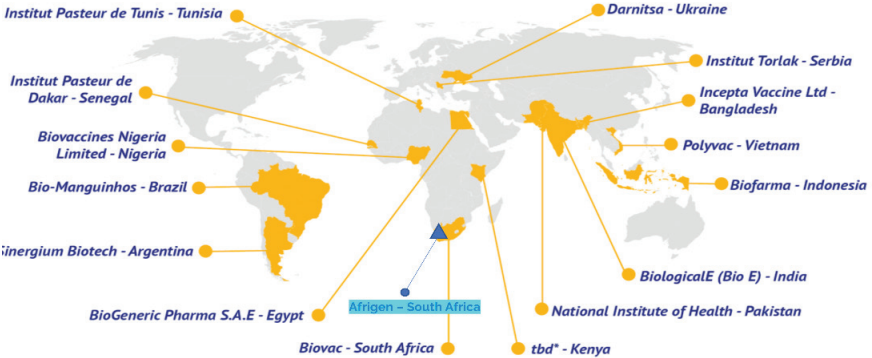 Institut Pasteur de Tunis - Tunisia
Darnitsa - Ukraine
Institut Torlak - Serbia
Institut Pasteur de
Dakar - Senegal
Incepta Vaccine Ltd -
Bangladesh
Biovaccines Nigeria
Limited - Nigeria
Polyvac - Vietnam
Bio-Manguinhos - Brazil
Biofarma - Indonesia
Sinergium Biotech - Argentina
BiologicalE (Bio E) - India
Afrigen – South Africa
BioGeneric Pharma S.A.E - Egypt
National Institute of Health - Pakistan
Biovac - South Africa
tbd* - Kenya